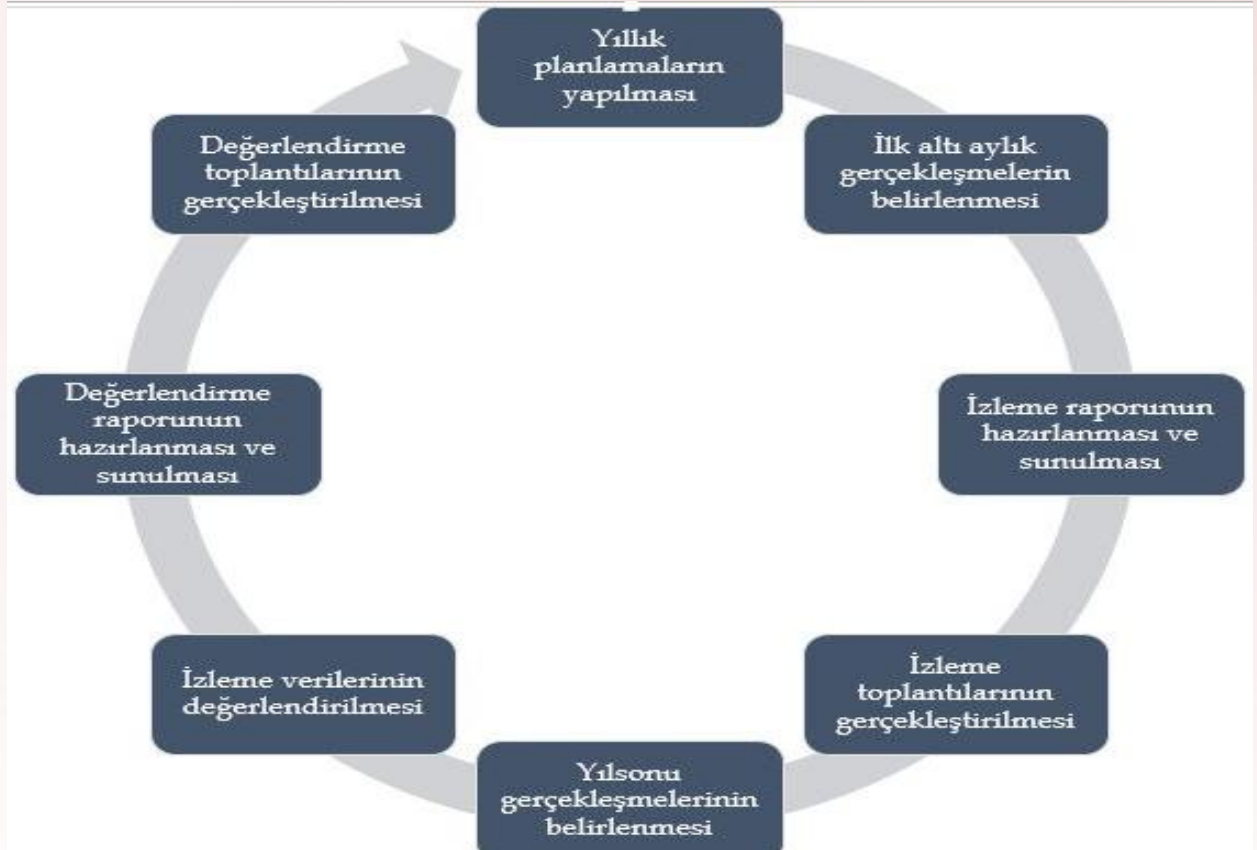 Yıllık
planlamaların
yapılması
İlk altı aylık
gerçekleşmelerin
belirlenmesi
İzleme raporunun
hazırlanması ve
sunulması
İzleme
toplantılarının
gerçekleştirilmesi
Yılsonu
gerçekleşmelerinin
belirlenmesi
İzleme verilerinin
değerlendirilmesi
Değerlendirme
raporunun
hazırlanması ve
sunulması
Değerlendirme
toplantılarının
gerçekleştirilmesi